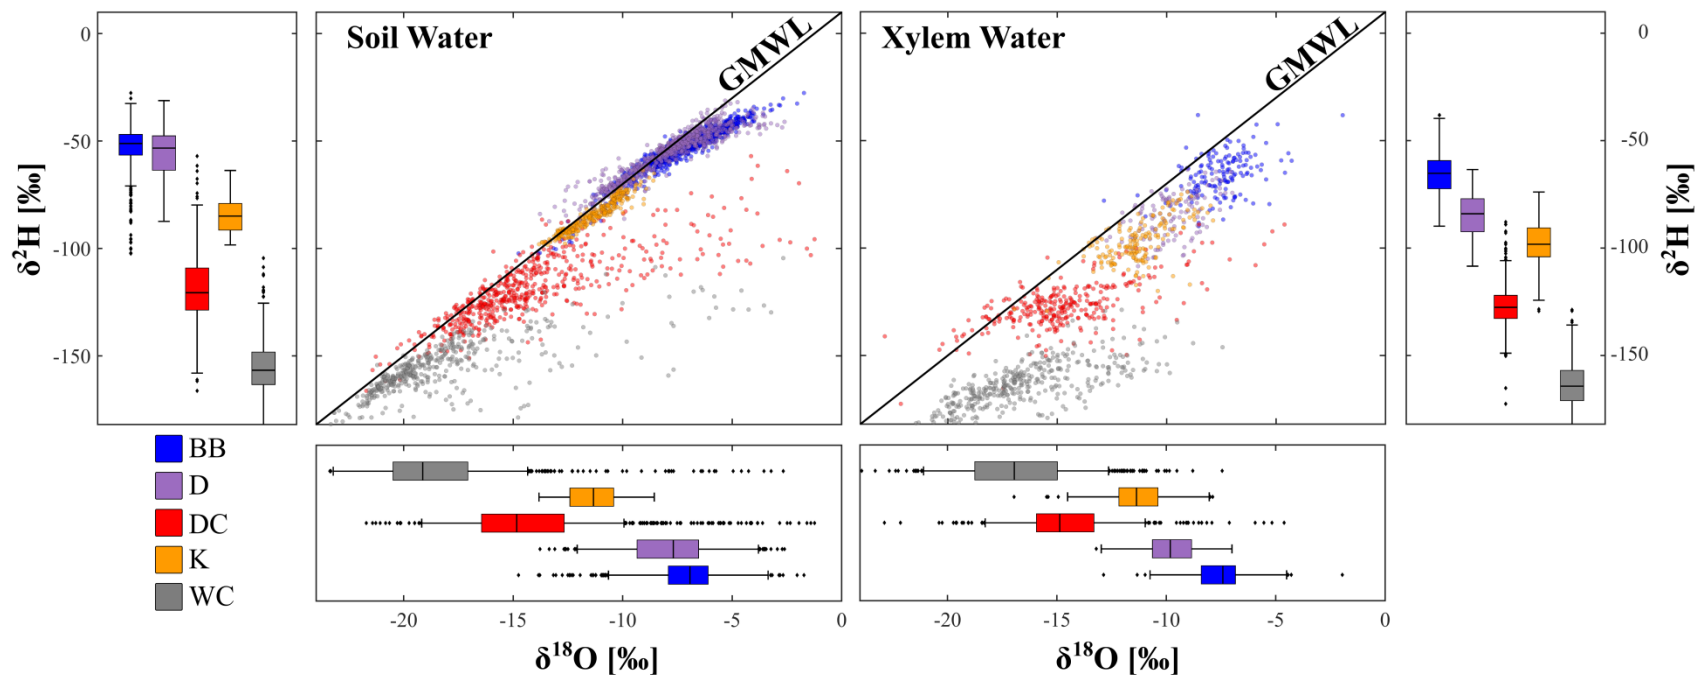 Soil Water
GMWL
Xylem Water
GMWL
0
-50
-100
-150
δ²H [‰]
0
-50
-100
-150
δ²H [‰]
BB
D
DC
K
WC
-20 -15 -10 -5 0
δ¹⁸O [‰]
-20 -15 -10 -5 0
δ¹⁸O [‰]